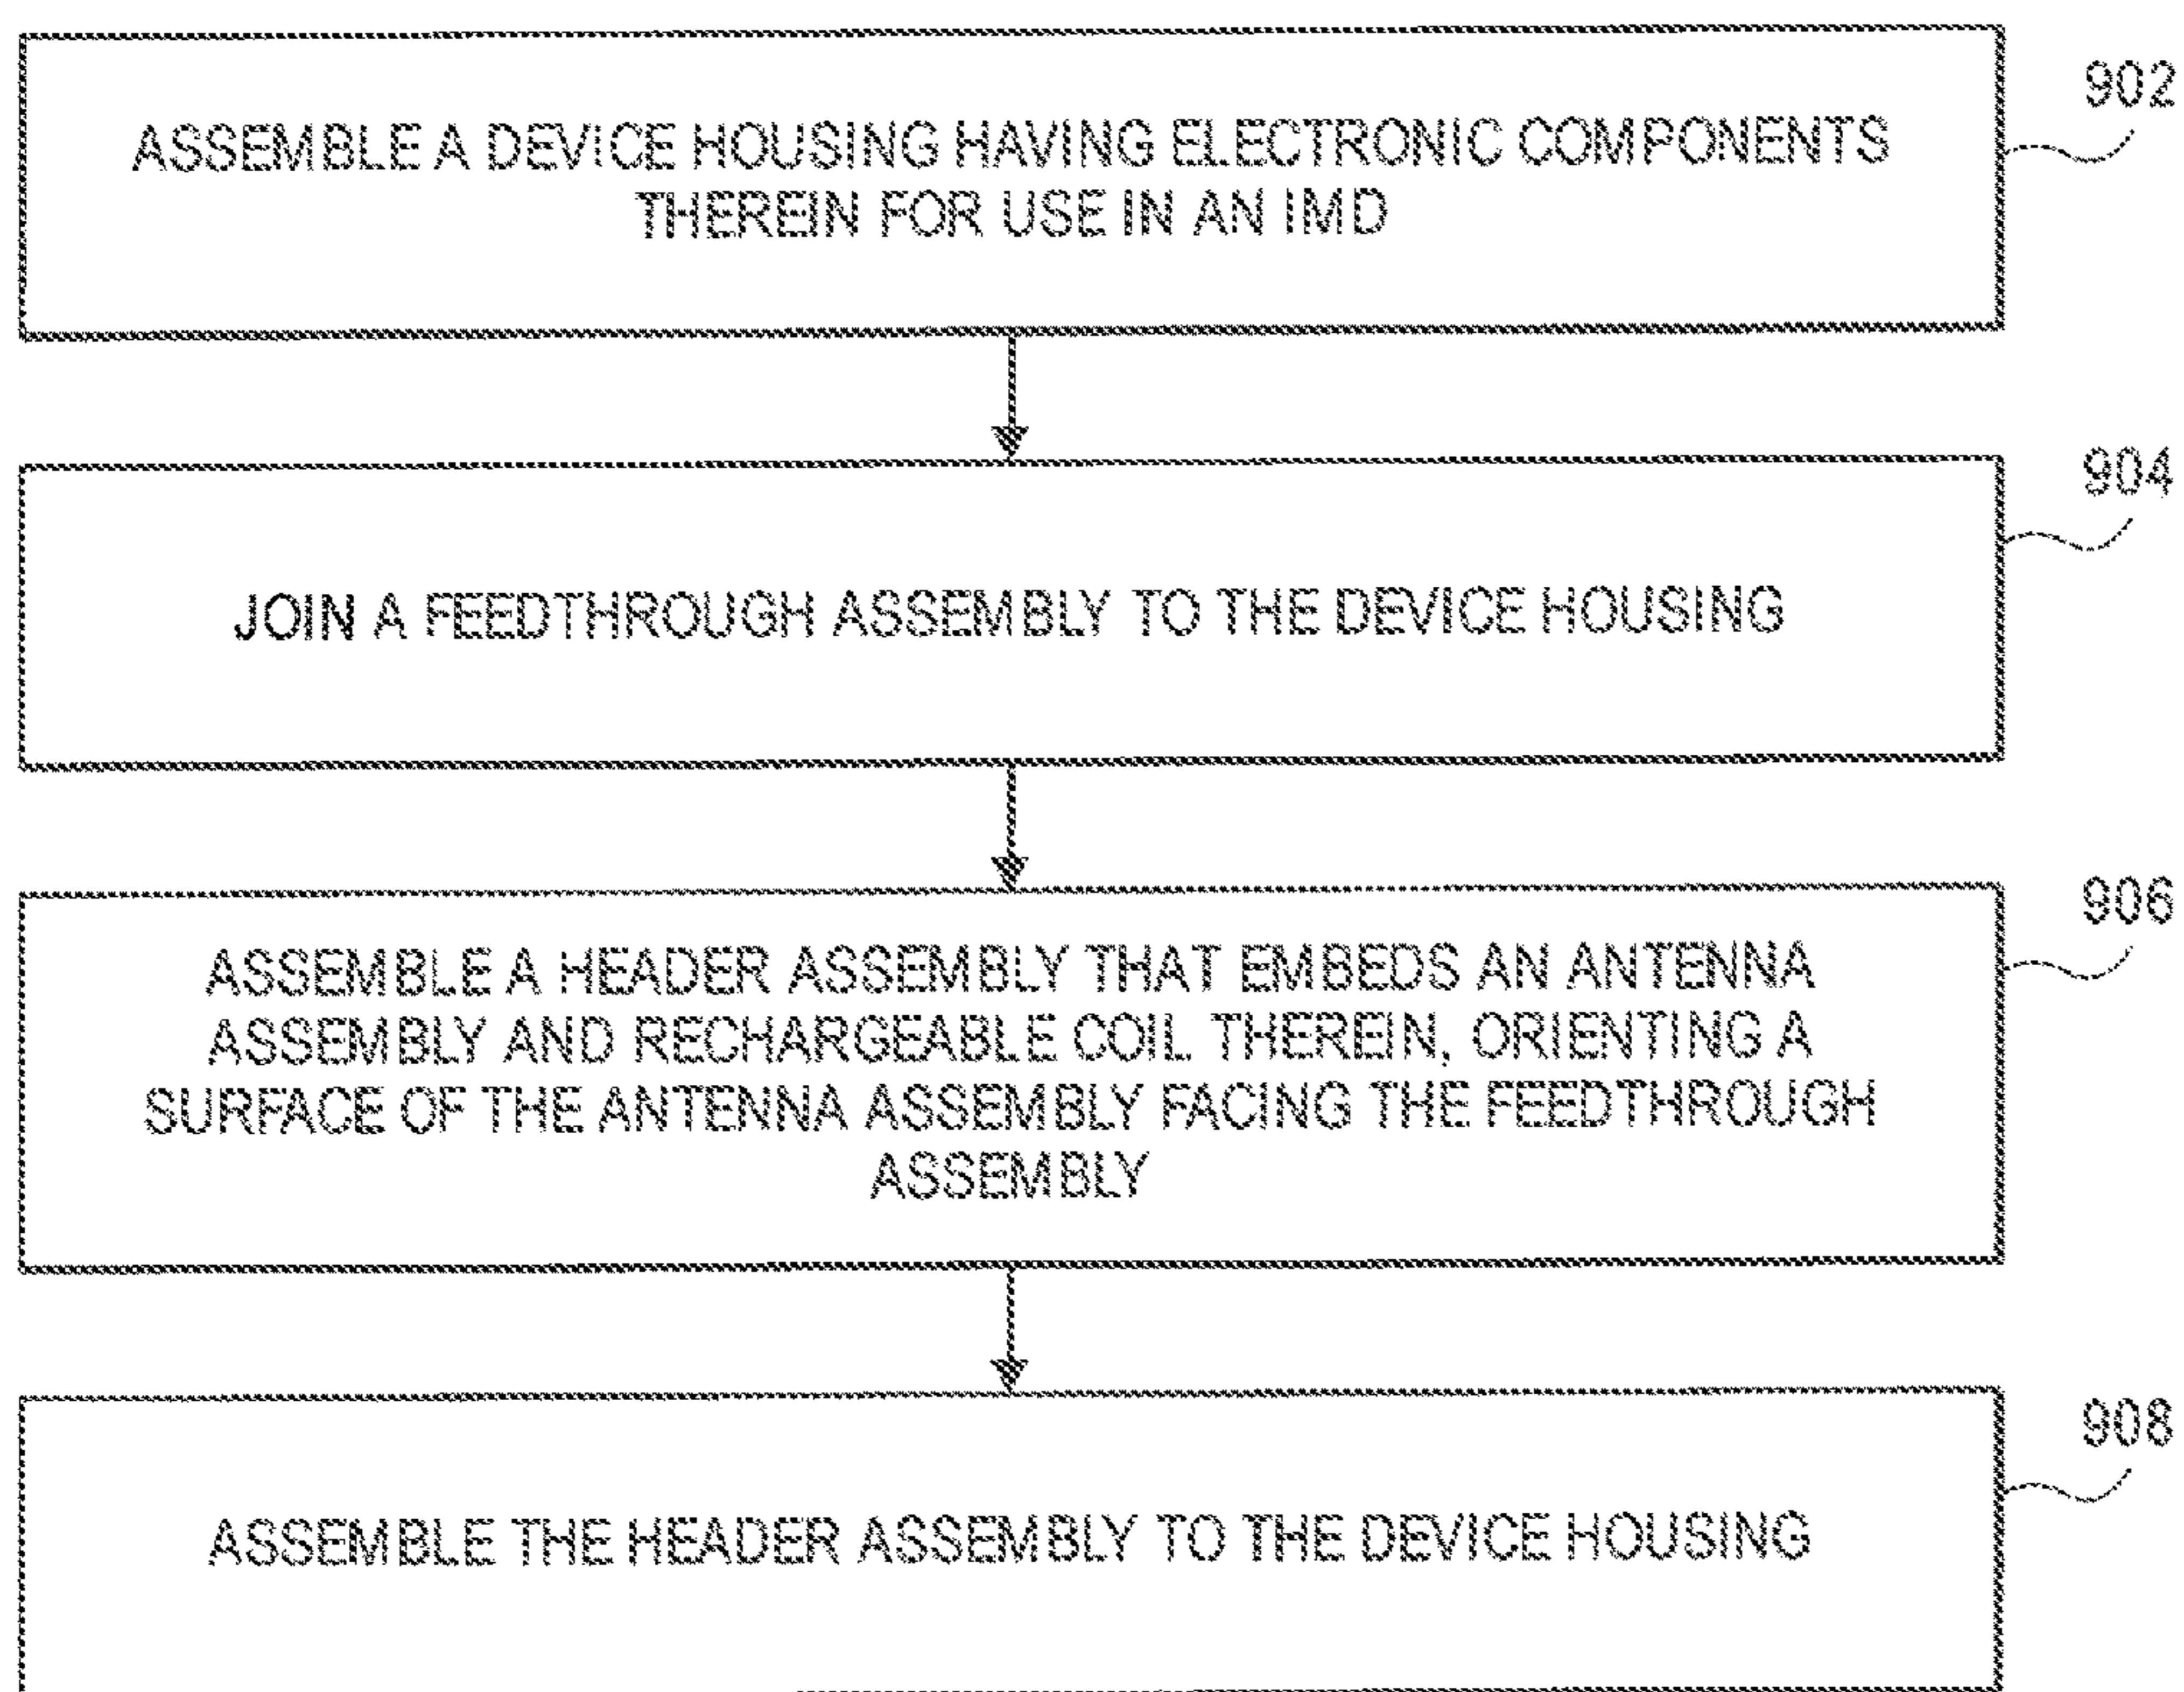 902
ASSEMBLE A DEVICE HOUSING HAVING ELECTRONIC COMPONENTS
THEREIN FOR USE IN AN IMD
904
JOIN A FEEDTHROUGH ASSEMBLY TO THE DEVICE HOUSING
906
ASSEMBLE A HEADER ASSEMBLY THAT EMBEDS AN ANTENNA
ASSEMBLY AND RECHARGEABLE COIL THEREIN, ORIENTING A
SURFACE OF THE ANTENNA ASSEMBLY FACING THE FEEDTHROUGH
ASSEMBLY
908
ASSEMBLE THE HEADER ASSEMBLY TO THE DEVICE HOUSING